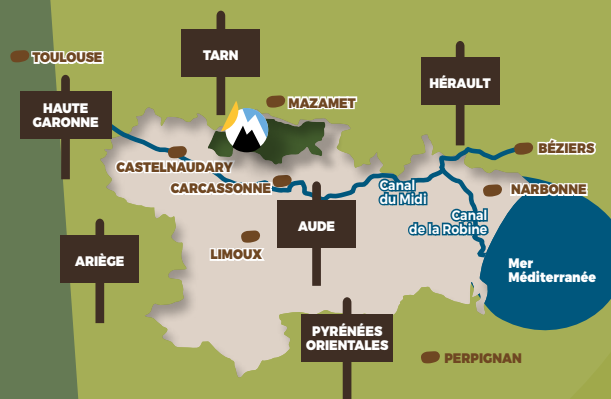 TARN
TOULOUSE
HÉRAULT
MAZAMET
HAUTE
GARONNE
BÉZIERS
CASTELNAUDARY
CARCASSONNE
Canal
du Midi
NARBONNE
Canal
de la Robine
AUDE
LIMOUX
ARIÈGE
Mer
Méditerranée
PYRÉNÉES
ORIENTALES
PERPIGNAN